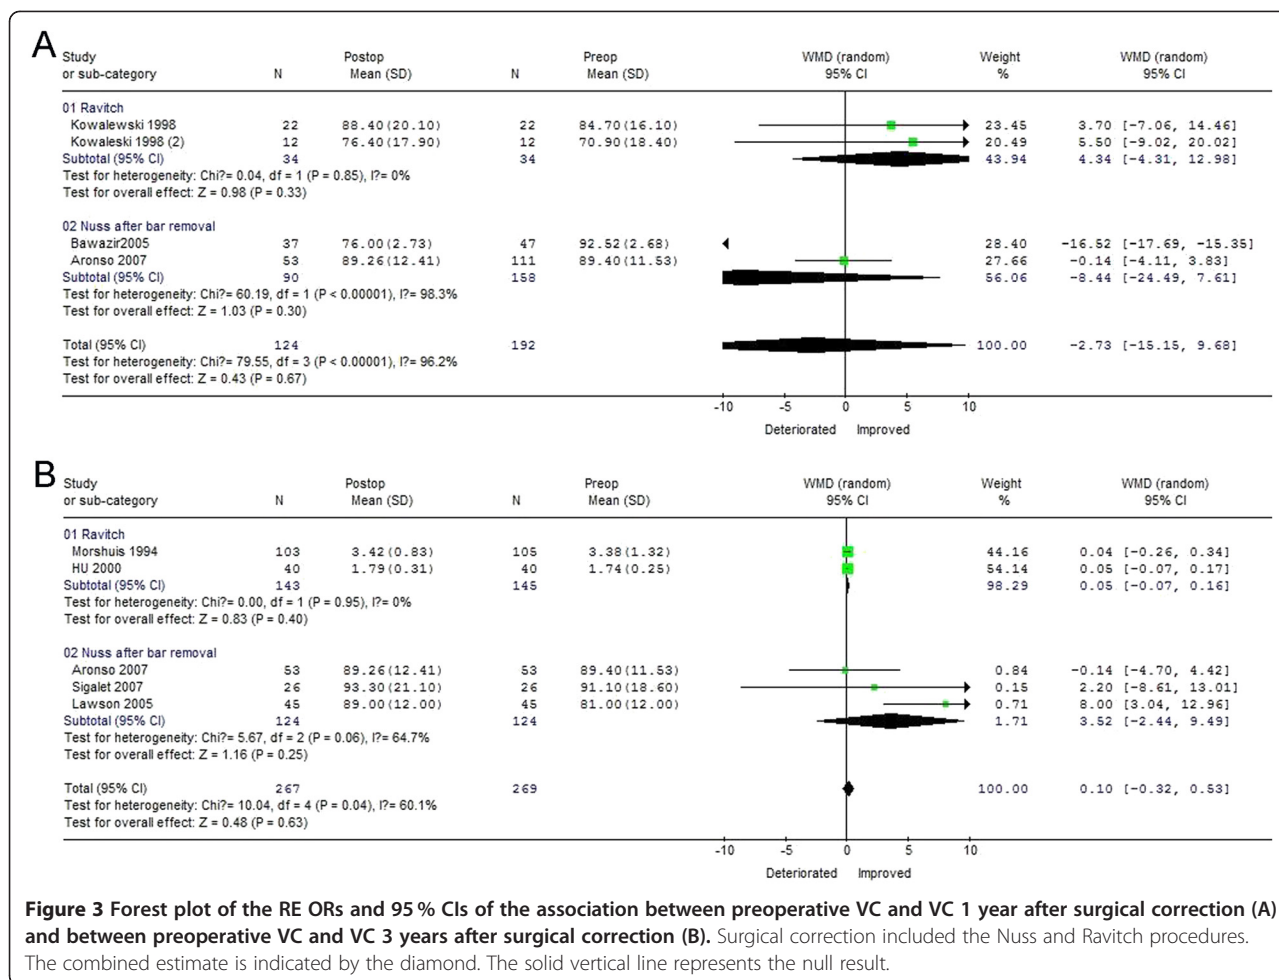 A
Study Postop Preop WMD (random) Weight WMD (random)
or sub-category N Mean (SD) N Mean (SD) 95% CI % 95% CI
01 Ravitch
Kowalewski 1998 22 88.40(20.10) 22 84.70(16.10) 23.45 3.70 [-7.06, 14.46]
Kowaleski 1998 (2) 12 76.40(17.90) 12 70.90(18.40) 20.49 5.50 [-9.02, 20.02]
Subtotal (95% CI) 34 34 43.94 4.34 [-4.31, 12.98]
Test for heterogeneity: Chi?= 0.04, df = 1 (P = 0.85), I?= 0%
Test for overall effect: Z = 0.98 (P = 0.33)
02 Nuss after bar removal
Bawazir2005 37 76.00(2.73) 47 92.52(2.68) 28.40 -16.52 [-17.69, -15.35]
Aronso 2007 53 89.26(12.41) 111 89.40(11.53) 27.66 -0.14 [-4.11, 3.83]
Subtotal (95% CI) 90 158 56.06 -8.44 [-24.49, 7.61]
Test for heterogeneity: Chi?= 60.19, df = 1 (P < 0.00001), I?= 98.3%
Test for overall effect: Z = 1.03 (P = 0.30)
Total (95% CI) 124 192 100.00 -2.73 [-15.15, 9.68]
Test for heterogeneity: Chi?= 79.55, df = 3 (P < 0.00001), I?= 96.2%
Test for overall effect: Z = 0.43 (P = 0.67)
-10 -5 0 5 10
Deteriorated Improved
B
Study Postop Preop WMD (random) Weight WMD (random)
or sub-category N Mean (SD) N Mean (SD) 95% CI % 95% CI
01 Ravitch
Morshuis 1994 103 3.42(0.83) 105 3.38(1.32) 44.16 0.04 [-0.26, 0.34]
HU 2000 40 1.79(0.31) 40 1.74(0.25) 54.14 0.05 [-0.07, 0.17]
Subtotal (95% CI) 143 145 98.29 0.05 [-0.07, 0.16]
Test for heterogeneity: Chi?= 0.00, df = 1 (P = 0.95), I?= 0%
Test for overall effect: Z = 0.83 (P = 0.40)
02 Nuss after bar removal
Aronso 2007 53 89.26(12.41) 53 89.40(11.53) 0.84 -0.14 [-4.70, 4.42]
Sigalet 2007 26 93.30(21.10) 26 91.10(18.60) 0.15 2.20 [-8.61, 13.01]
Lawson 2005 45 89.00(12.00) 45 81.00(12.00) 0.71 8.00 [3.04, 12.96]
Subtotal (95% CI) 124 124 1.71 3.52 [-2.44, 9.49]
Test for heterogeneity: Chi?= 5.67, df = 2 (P = 0.06), I?= 64.7%
Test for overall effect: Z = 1.16 (P = 0.25)
Total (95% CI) 267 269 100.00 0.10 [-0.32, 0.53]
Test for heterogeneity: Chi?= 10.04, df = 4 (P = 0.04), I?= 60.1%
Test for overall effect: Z = 0.48 (P = 0.63)
-10 -5 0 5 10
Deteriorated Improved
Figure 3 Forest plot of the RE ORs and 95% CIs of the association between preoperative VC and VC 1 year after surgical correction (A)
and between preoperative VC and VC 3 years after surgical correction (B). Surgical correction included the Nuss and Ravitch procedures.
The combined estimate is indicated by the diamond. The solid vertical line represents the null result.